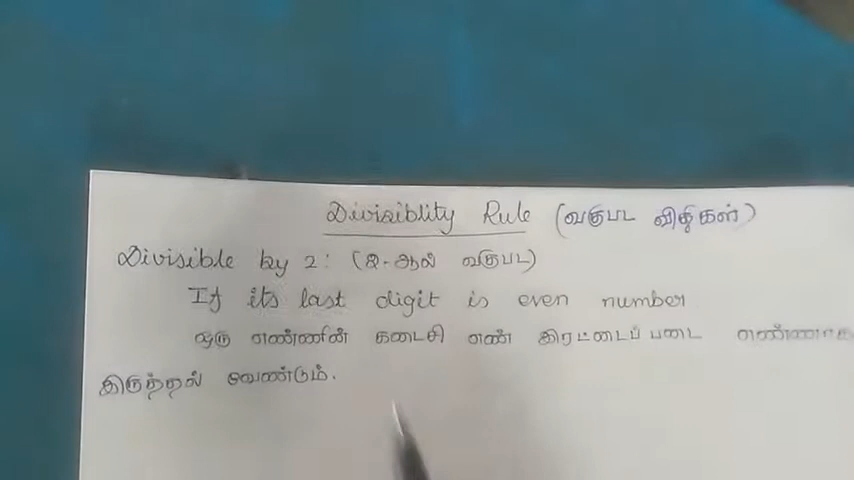 Divisiblity Rule (வகுபட விதிகள்)
Divisible by 2: (2-ஆல் வகுபட)
If its last digit is even number
ஒரு எண்ணின் கடைசி எண் இரட்டைப் படை எண்ணாக
இருத்தல் வேண்டும்.